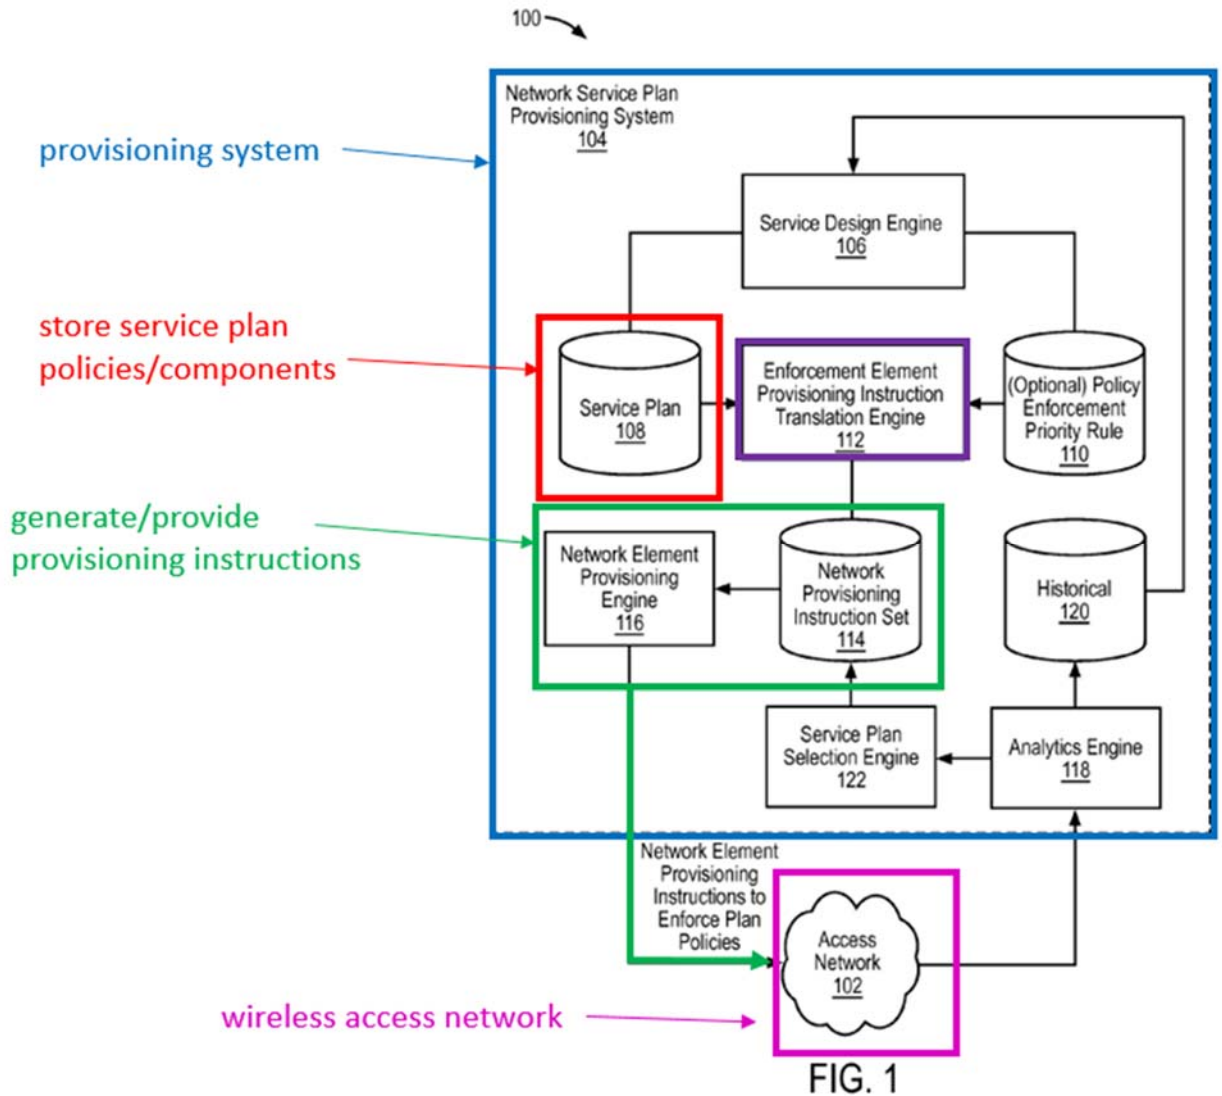 100
Network Service Plan
Provisioning System
104
provisioning system
Service Design Engine
106
store service plan
policies/components
Service Plan
108
Enforcement Element
Provisioning Instruction
Translation Engine
112
(Optional) Policy
Enforcement
Priority Rule
110
generate/provide
provisioning instructions
Network Element
Provisioning
Engine
116
Network
Provisioning
Instruction Set
114
Historical
120
Service Plan
Selection Engine
122
Analytics Engine
118
Network Element
Provisioning
Instructions to
Enforce Plan
Policies
Access
Network
102
wireless access network
FIG. 1